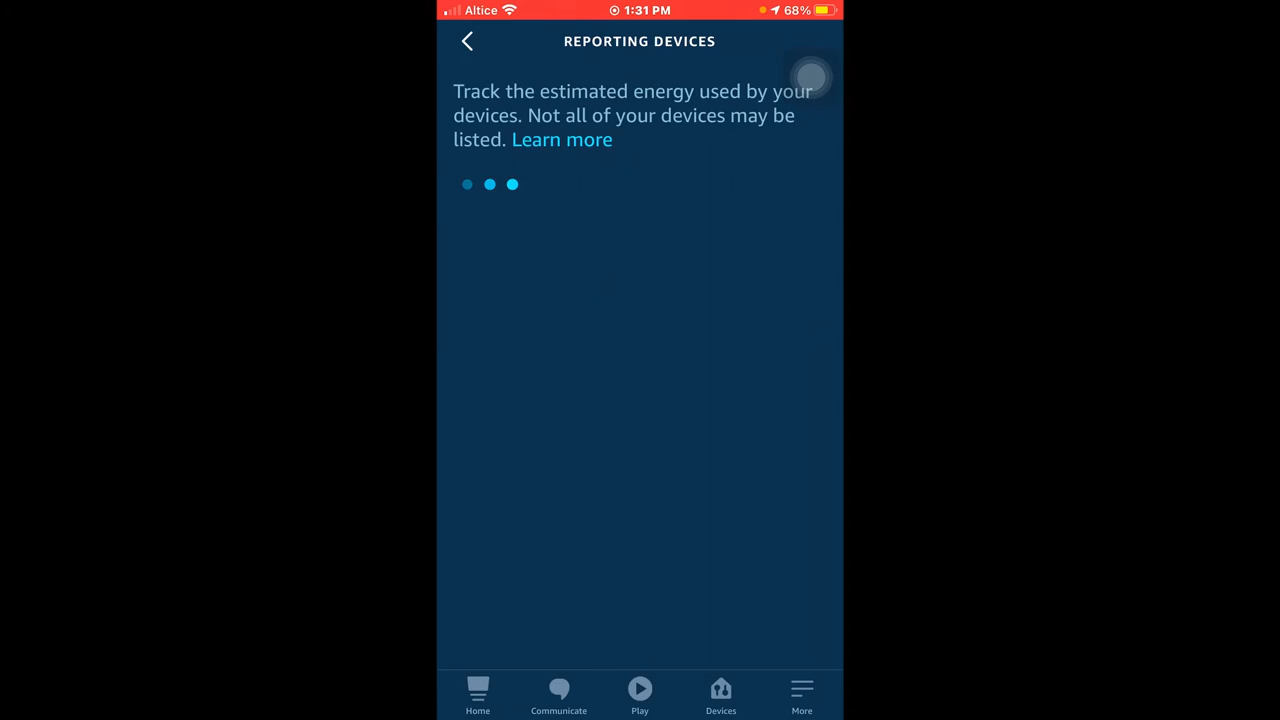 Altice 1:31 PM 68%
REPORTING DEVICES
Track the estimated energy used by your
devices. Not all of your devices may be
listed. Learn more
Home Communicate Play Devices More